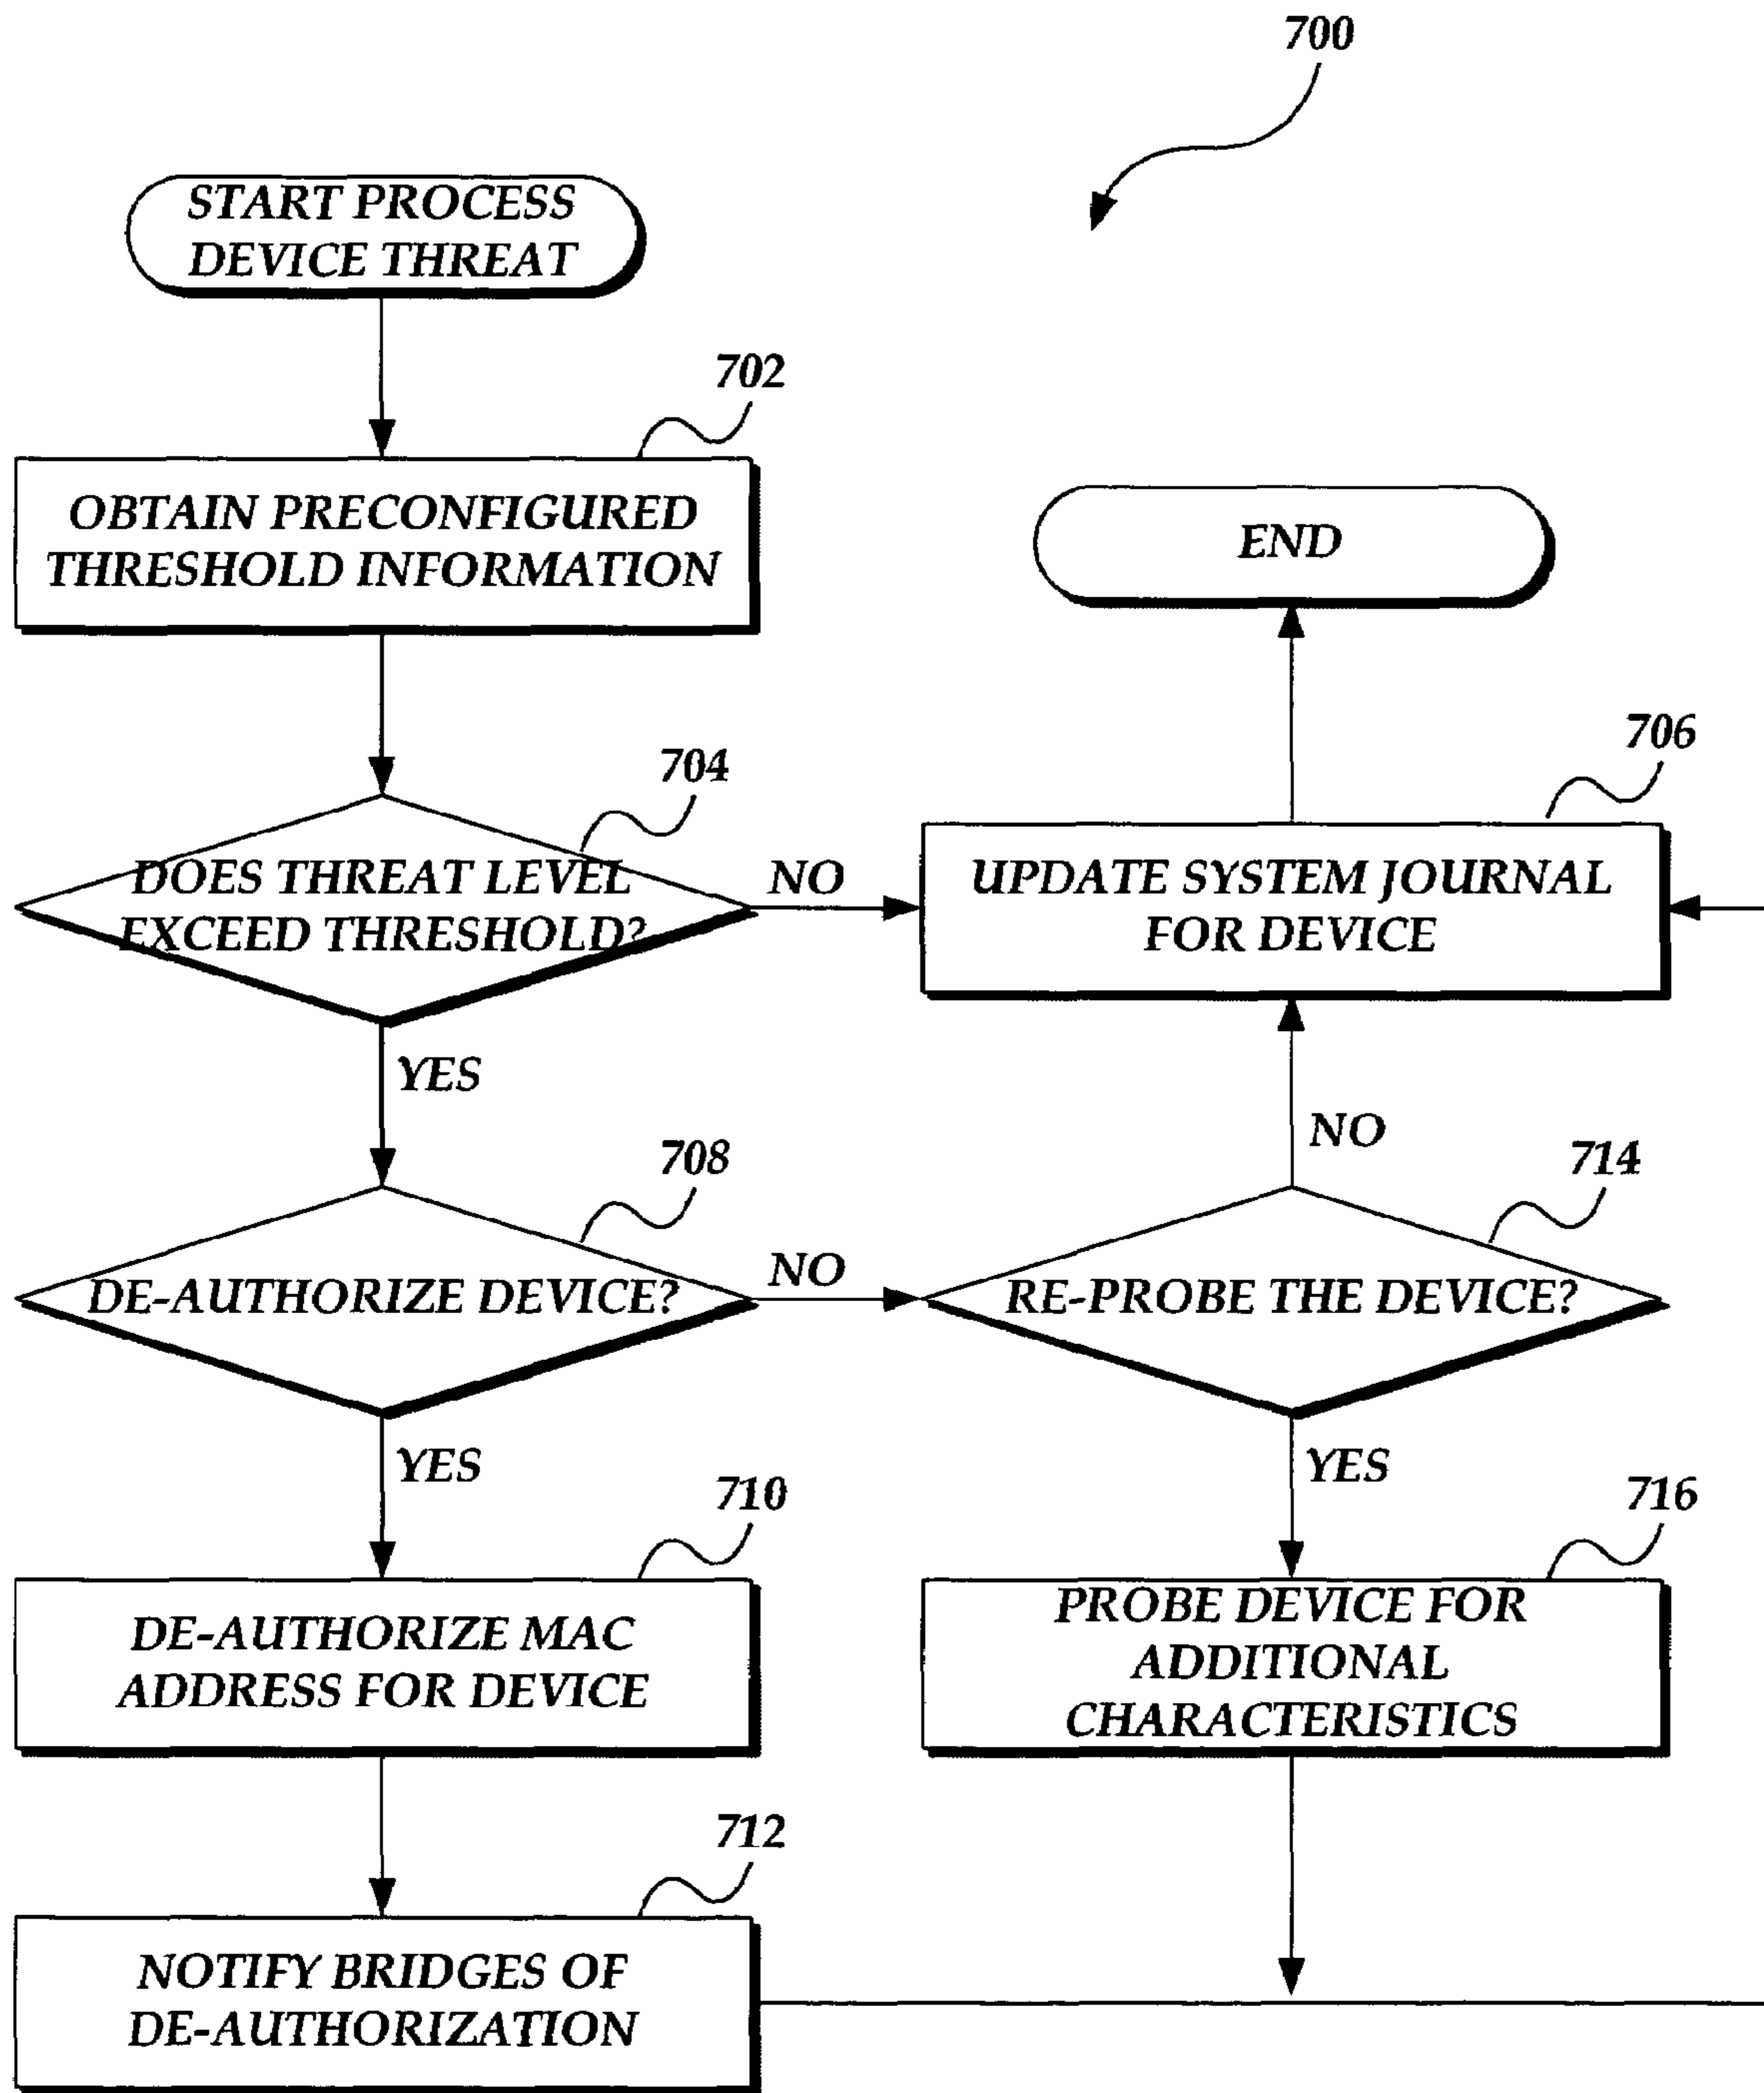 700
START PROCESS
DEVICE THREAT
702
OBTAIN PRECONFIGURED
THRESHOLD INFORMATION
END
704
706
DOES THREAT LEVEL
EXCEED THRESHOLD?
NO
UPDATE SYSTEM JOURNAL
FOR DEVICE
YES
NO
708
714
DE-AUTHORIZE DEVICE?
NO
RE-PROBE THE DEVICE?
YES
YES
710
716
DE-AUTHORIZE MAC
ADDRESS FOR DEVICE
PROBE DEVICE FOR
ADDITIONAL
CHARACTERISTICS
712
NOTIFY BRIDGES OF
DE-AUTHORIZATION